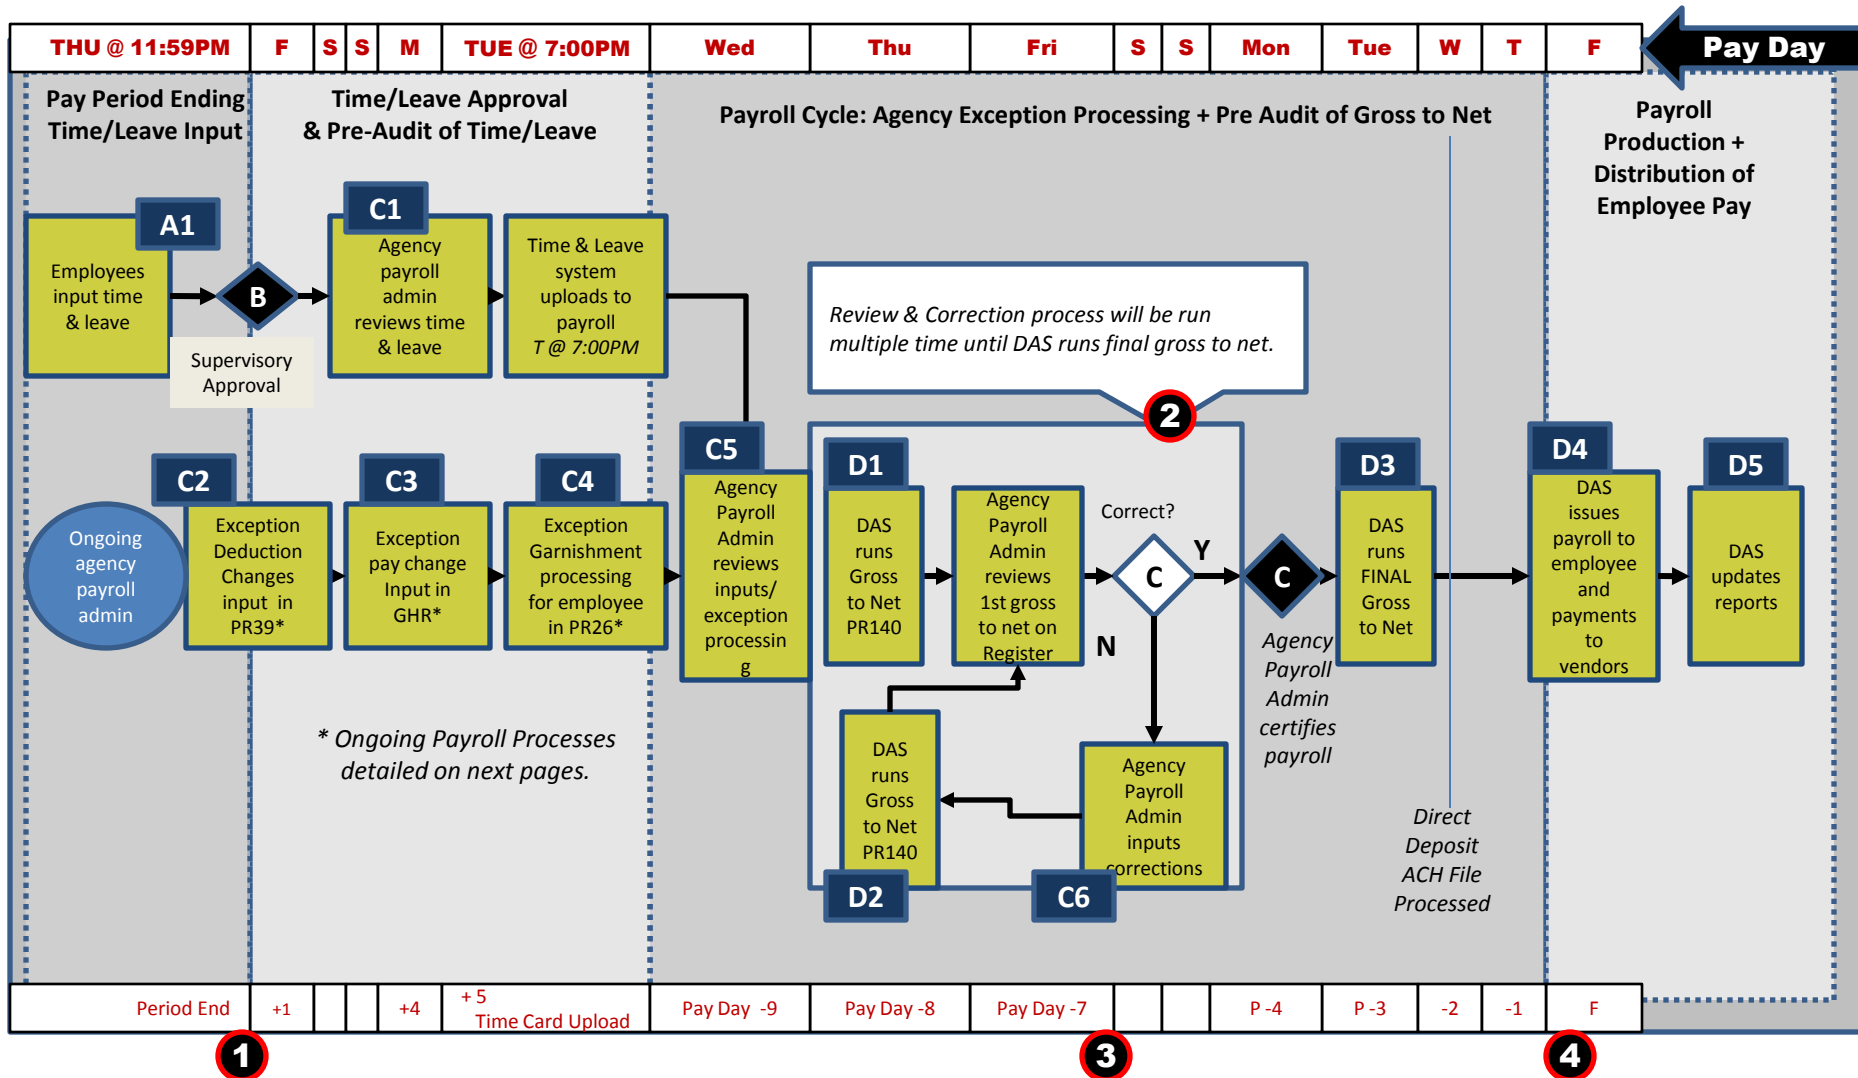 THU @ 11:59PM
F
S
S
M
TUE @ 7:00PM
Wed
Thu
Fri
S
S
Mon
Tue
W
T
F
Pay Day
Pay Period Ending
Time/Leave Input
Time/Leave Approval
& Pre-Audit of Time/Leave
Payroll Cycle: Agency Exception Processing + Pre Audit of Gross to Net
Payroll
Production +
Distribution of
Employee Pay
A1
Employees
input time
& leave
B
Supervisory
Approval
C1
Agency
payroll
admin
reviews time
& leave
Time & Leave
system
uploads to
payroll
T @ 7:00PM
Review & Correction process will be run
multiple time until DAS runs final gross to net.
2
Ongoing
agency
payroll
admin
C2
Exception
Deduction
Changes
input in
PR39*
C3
Exception
pay change
Input in
GHR*
C4
Exception
Garnishment
processing
for employee
in PR26*
C5
Agency
Payroll
Admin
reviews
inputs/
exception
processin
g
D1
DAS
runs
Gross
to Net
PR140
Agency
Payroll
Admin
reviews
1st gross
to net on
Register
Correct?
C
Y
N
C
Agency
Payroll
Admin
certifies
payroll
D3
DAS
runs
FINAL
Gross
to Net
D4
DAS
issues
payroll to
employee
and
payments
to
vendors
D5
DAS
updates
reports
* Ongoing Payroll Processes
detailed on next pages.
DAS
runs
Gross
to Net
PR140
D2
Agency
Payroll
Admin
inputs
corrections
C6
Direct
Deposit
ACH File
Processed
Period End
+1
+4
+ 5
Time Card Upload
Pay Day -9
Pay Day -8
Pay Day -7
P -4
P -3
-2
-1
F
1
3
4